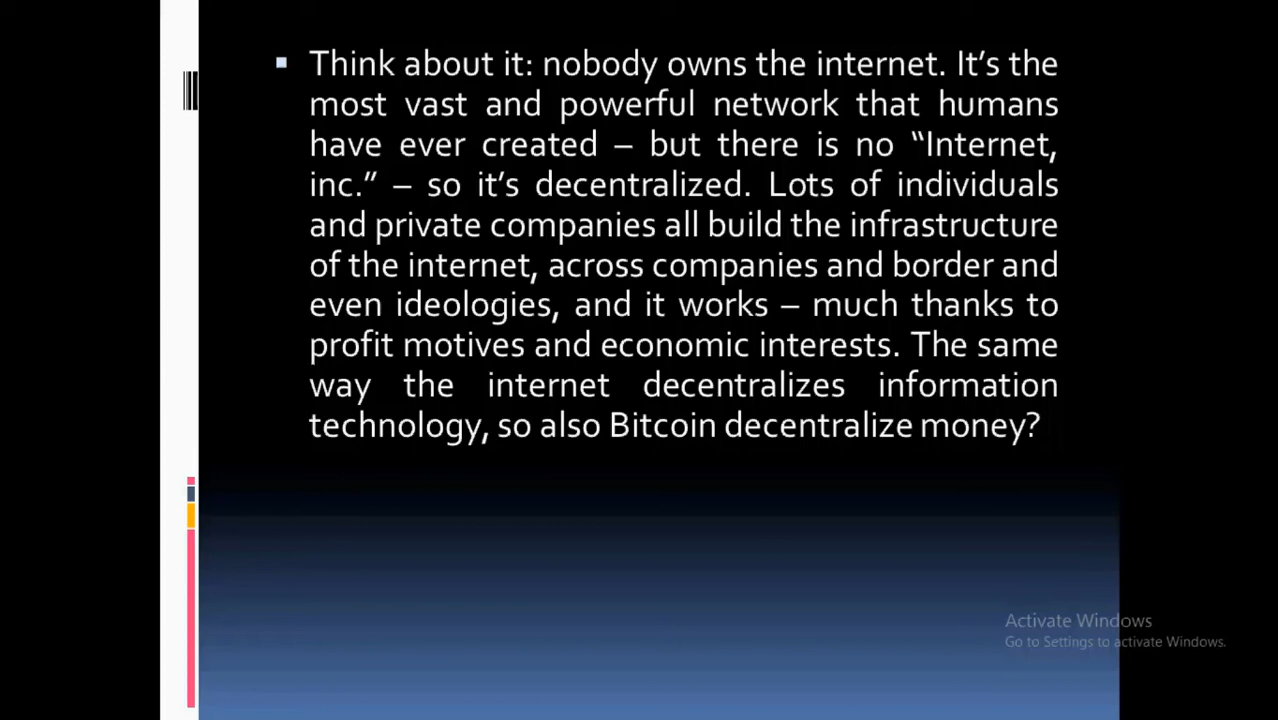 Think about it: nobody owns the internet. It’s the
most vast and powerful network that humans
have ever created – but there is no “Internet,
inc.” – so it’s decentralized. Lots of individuals
and private companies all build the infrastructure
of the internet, across companies and border and
even ideologies, and it works – much thanks to
profit motives and economic interests. The same
way the internet decentralizes information
technology, so also Bitcoin decentralize money?
Activate Windows
Go to Settings to activate Windows.